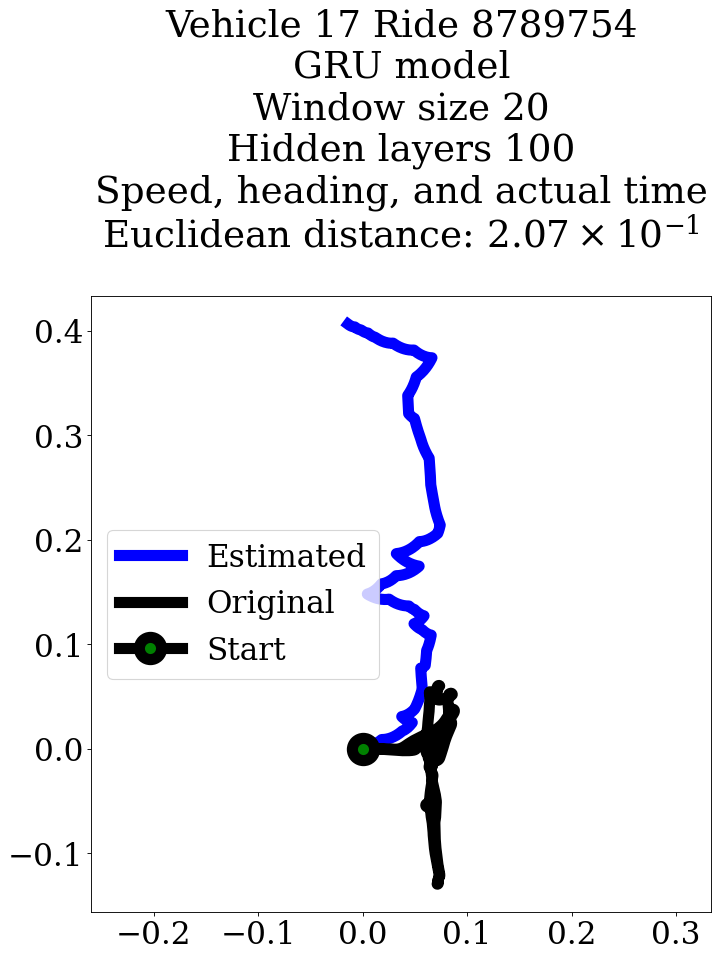 Vehicle 17 Ride 8789754
GRU model
Window size 20
Hidden layers 100
Speed, heading, and actual time
Euclidean distance: 2.07 × 10⁻¹
0.4
0.3
0.2
0.1
0.0
−0.1
Estimated
Original
Start
−0.2 −0.1 0.0 0.1 0.2 0.3